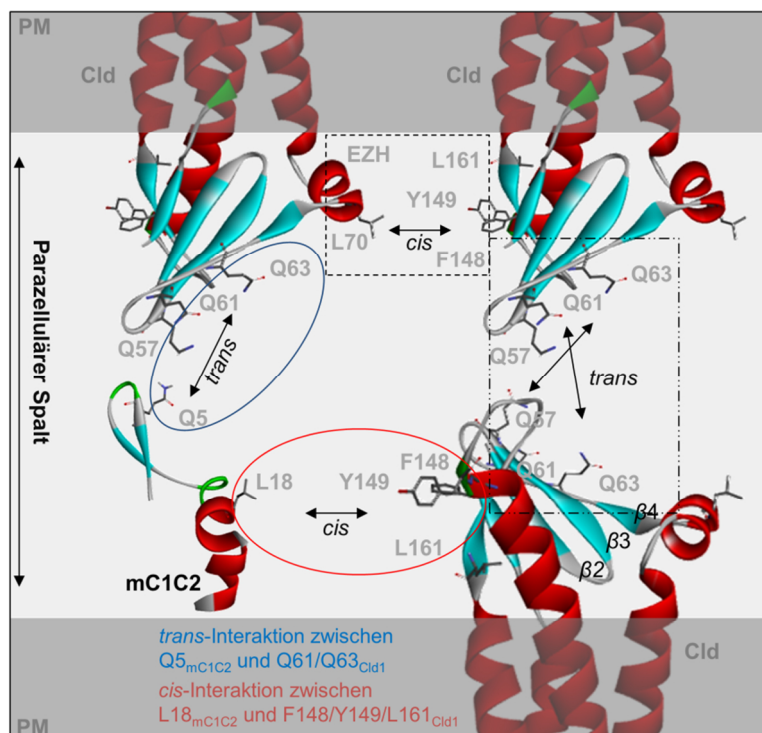 PM
Cld
Cld
EZH
L161
Y149
cis
L70
F148
Q63
Q63
Q61
Q61
Q57
Q57
trans
trans
Parazellulärer Spalt
Q5
Q57
F148
Q61
Q63
L18
Y149
cis
β4
β3
β2
L161
mC1C2
trans-Interaktion zwischen
Q5mC1C2 und Q61/Q63Cld1
cis-Interaktion zwischen
L18mC1C2 und F148/Y149/L161Cld1
Cld
PM